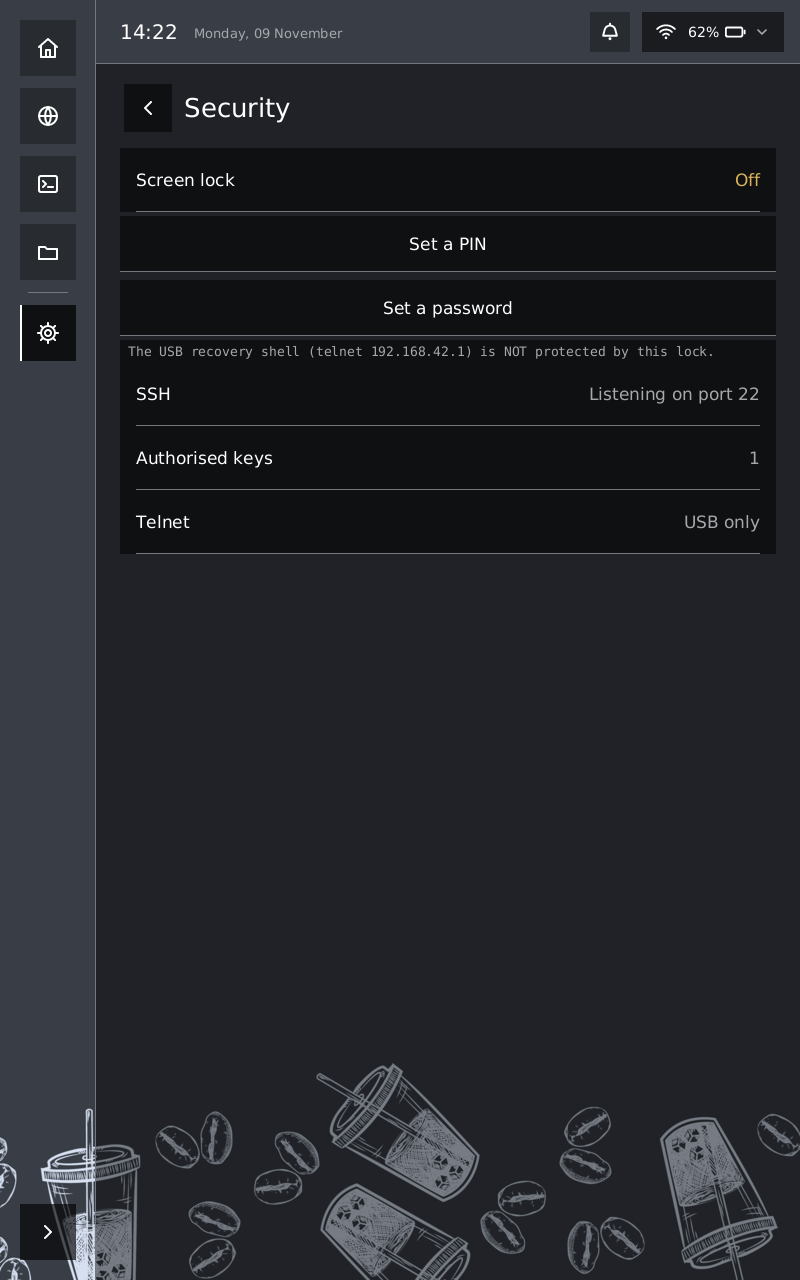 14:22 Monday, 09 November 62%
Security
Screen lock Off
Set a PIN
Set a password
The USB recovery shell (telnet 192.168.42.1) is NOT protected by this lock.
SSH Listening on port 22
Authorised keys 1
Telnet USB only